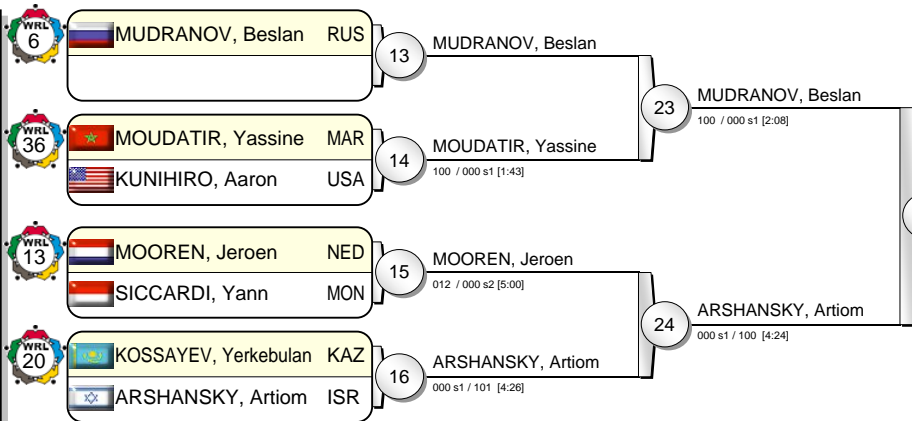 WRL 6 MUDRANOV, Beslan RUS
13 MUDRANOV, Beslan
23 MUDRANOV, Beslan
100 / 000 s1 [2:08]
WRL 36 MOUDATIR, Yassine MAR
KUNIHIRO, Aaron USA
14 MOUDATIR, Yassine
100 / 000 s1 [1:43]
WRL 13 MOOREN, Jeroen NED
SICCARDI, Yann MON
15 MOOREN, Jeroen
012 / 000 s2 [5:00]
24 ARSHANSKY, Artiom
000 s1 / 100 [4:24]
WRL 20 KOSSAYEV, Yerkebulan KAZ
ARSHANSKY, Artiom ISR
16 ARSHANSKY, Artiom
000 s1 / 101 [4:26]